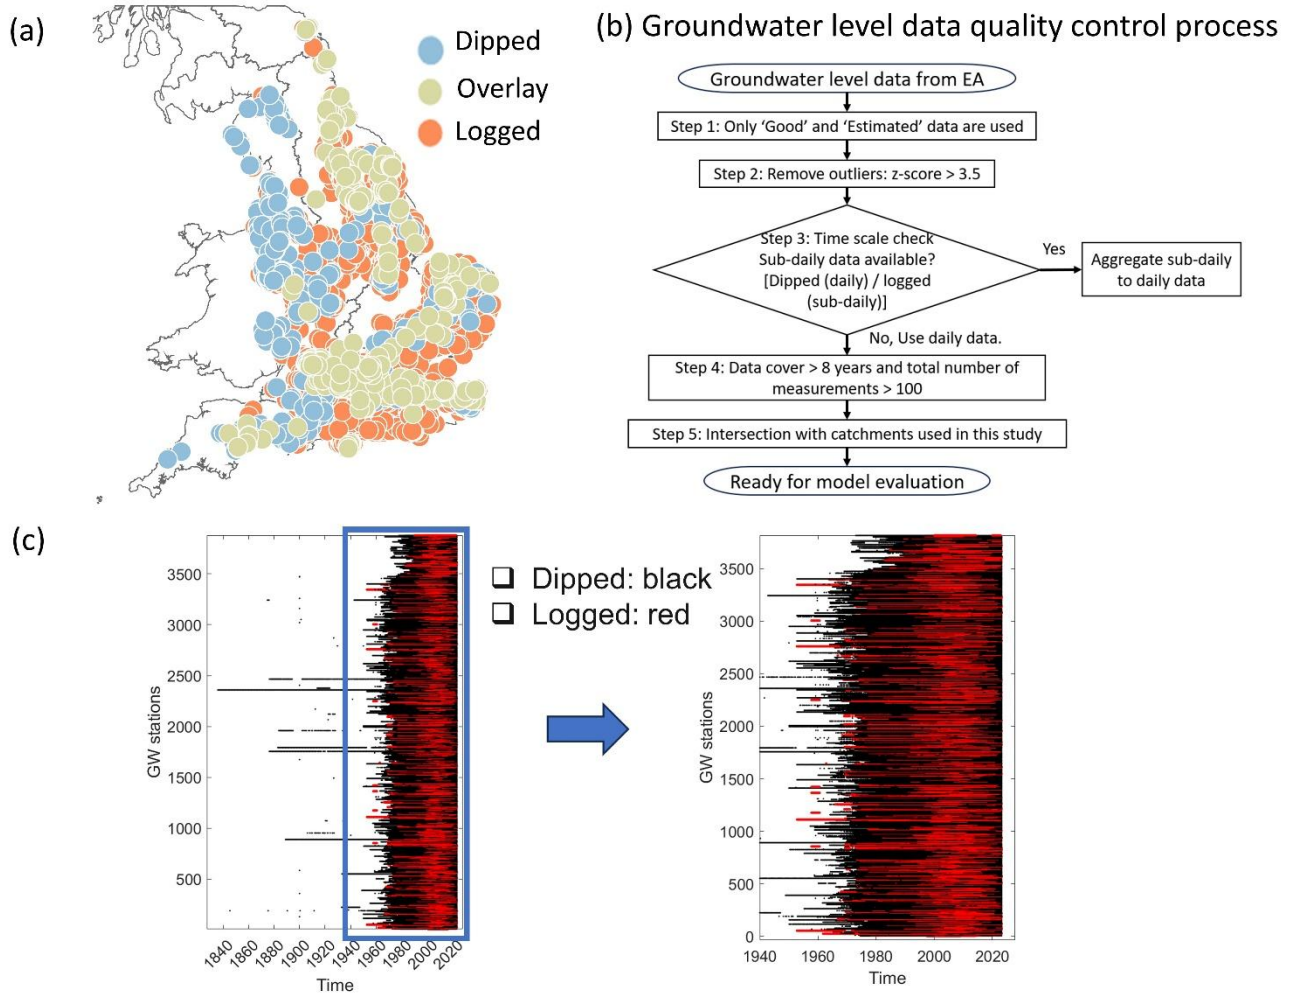 (a)
Dipped
Overlay
Logged
(b) Groundwater level data quality control process
Groundwater level data from EA
Step 1: Only ‘Good’ and ‘Estimated’ data are used
Step 2: Remove outliers: z-score > 3.5
Step 3: Time scale check
Sub-daily data available?
[Dipped (daily) / logged
(sub-daily)]
Yes
Aggregate sub-daily
to daily data
No, Use daily data.
Step 4: Data cover > 8 years and total number of
measurements > 100
Step 5: Intersection with catchments used in this study
Ready for model evaluation
(c)
GW stations
3500
3000
2500
2000
1500
1000
500
1840
1860
1880
1900
1920
1940
1960
1980
2000
2020
Time
❑ Dipped: black
❑ Logged: red
GW stations
3500
3000
2500
2000
1500
1000
500
0
1940
1960
1980
2000
2020
Time